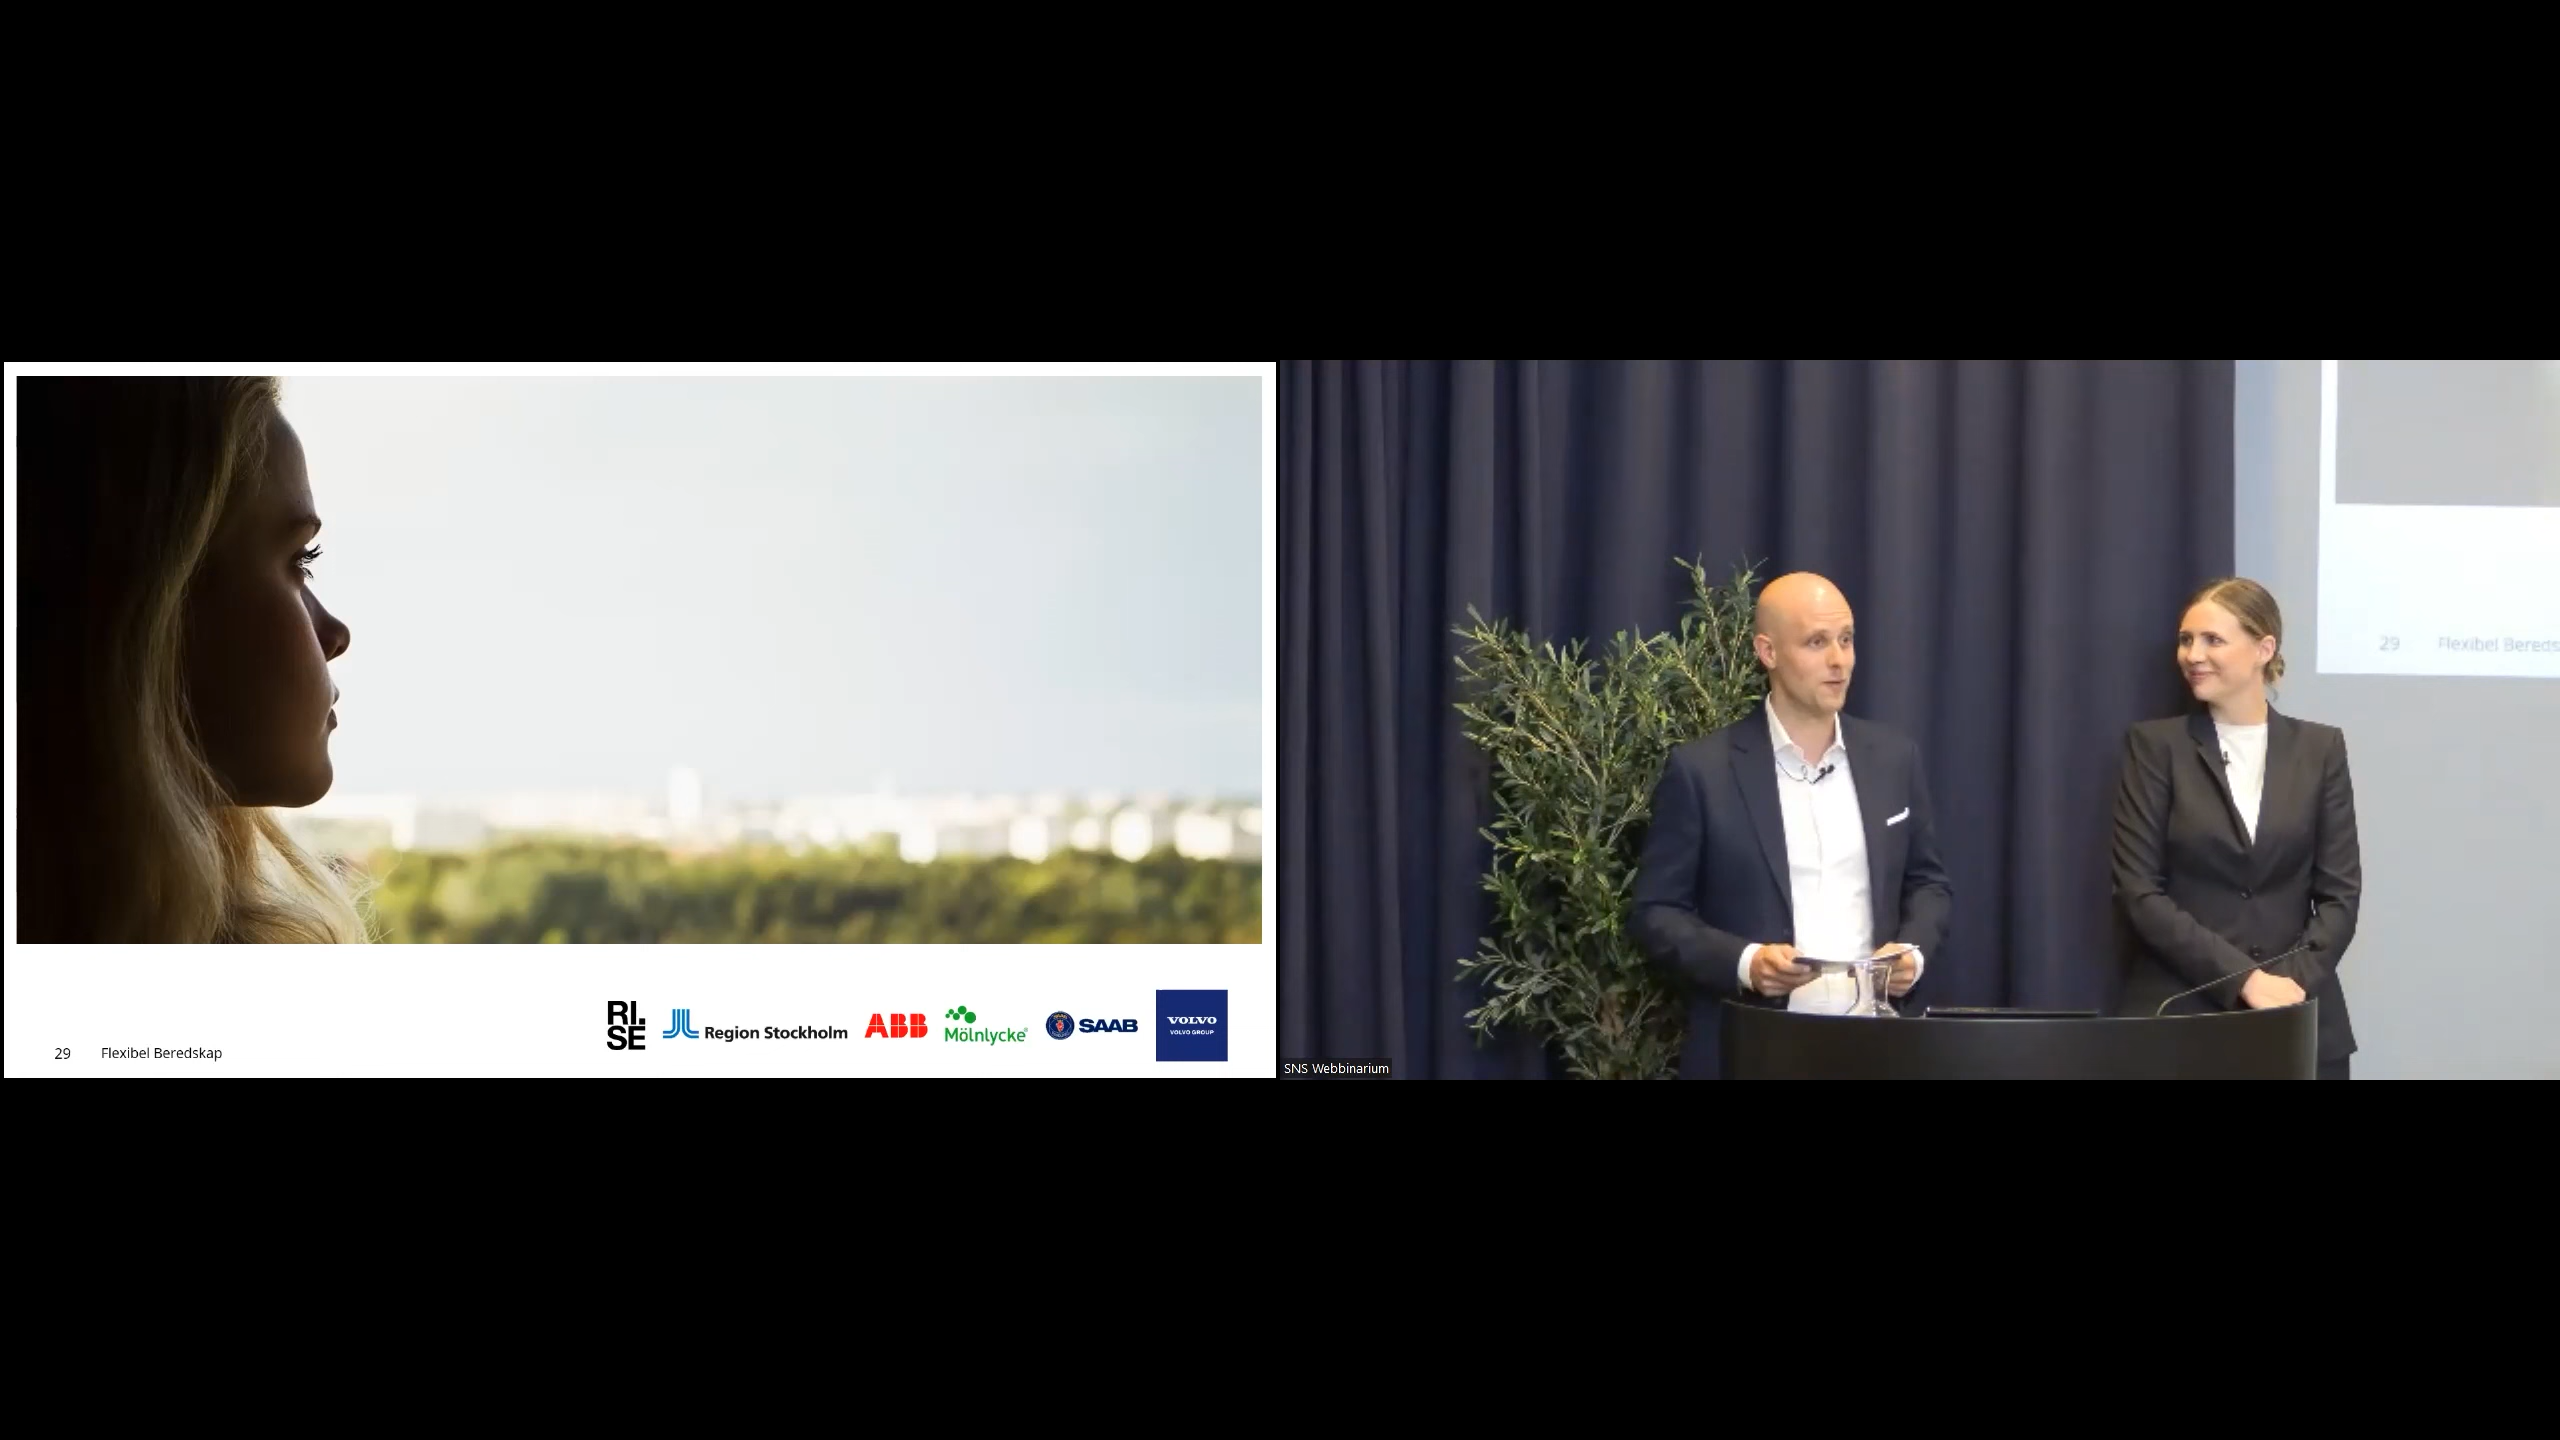 RI.
SE
Region Stockholm
ABB
Mölnlycke®
SAAB
VOLVO
VOLVO GROUP
29 Flexibel Beredskap
29 Flexibel Bereds
SNS Webbinarium